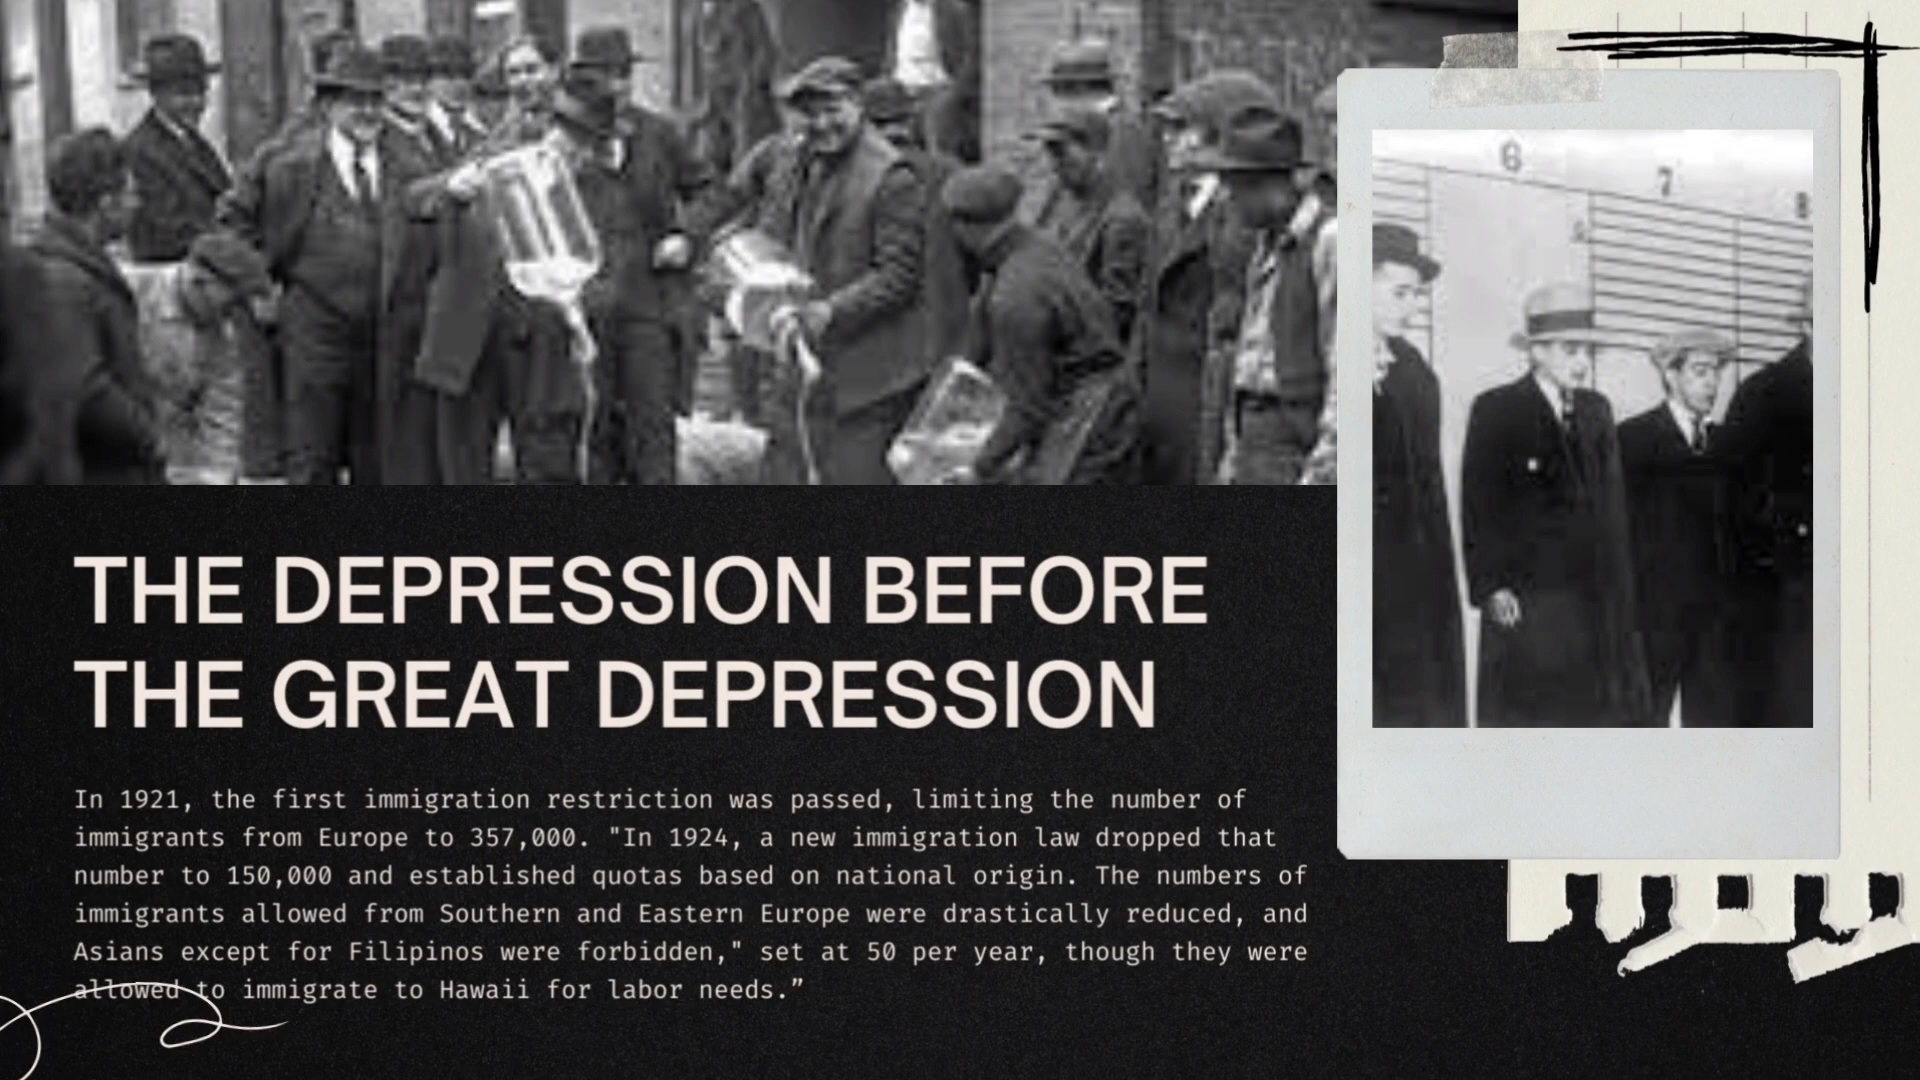 6
7
8
THE DEPRESSION BEFORE
THE GREAT DEPRESSION
In 1921, the first immigration restriction was passed, limiting the number of
immigrants from Europe to 357,000. "In 1924, a new immigration law dropped that
number to 150,000 and established quotas based on national origin. The numbers of
immigrants allowed from Southern and Eastern Europe were drastically reduced, and
Asians except for Filipinos were forbidden," set at 50 per year, though they were
allowed to immigrate to Hawaii for labor needs.”